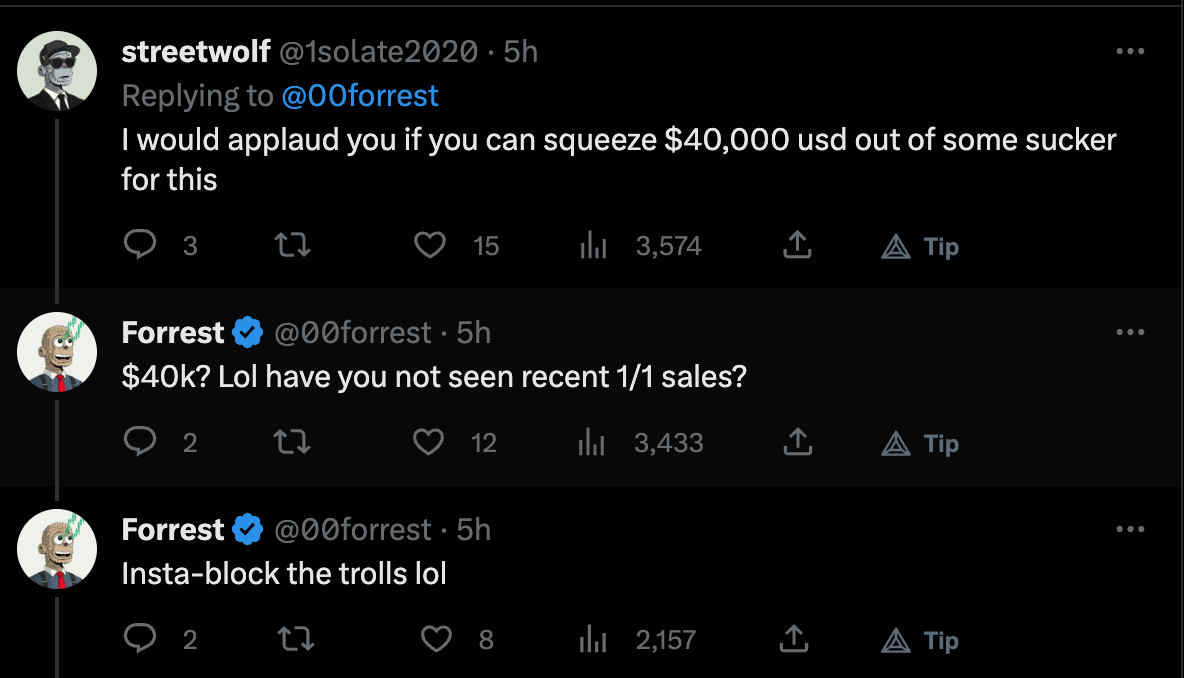 streetwolf @1solate2020 · 5h
Replying to @00forrest
I would applaud you if you can squeeze $40,000 usd out of some sucker
for this
3 15 3,574 Tip
Forrest @00forrest · 5h
$40k? Lol have you not seen recent 1/1 sales?
2 12 3,433 Tip
Forrest @00forrest · 5h
Insta-block the trolls lol
2 8 2,157 Tip